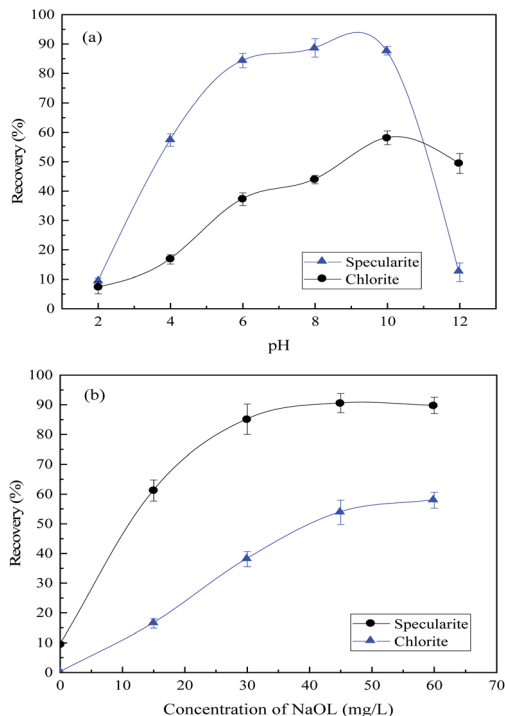 100
(a)
90
80
70
60
50
40
30
20
10
0
Recovery (%)
Specularite
Chlorite
2 4 6 8 10 12
pH
100
(b)
90
80
70
60
50
40
30
20
10
0
Recovery (%)
Specularite
Chlorite
0 10 20 30 40 50 60 70
Concentration of NaOL (mg/L)